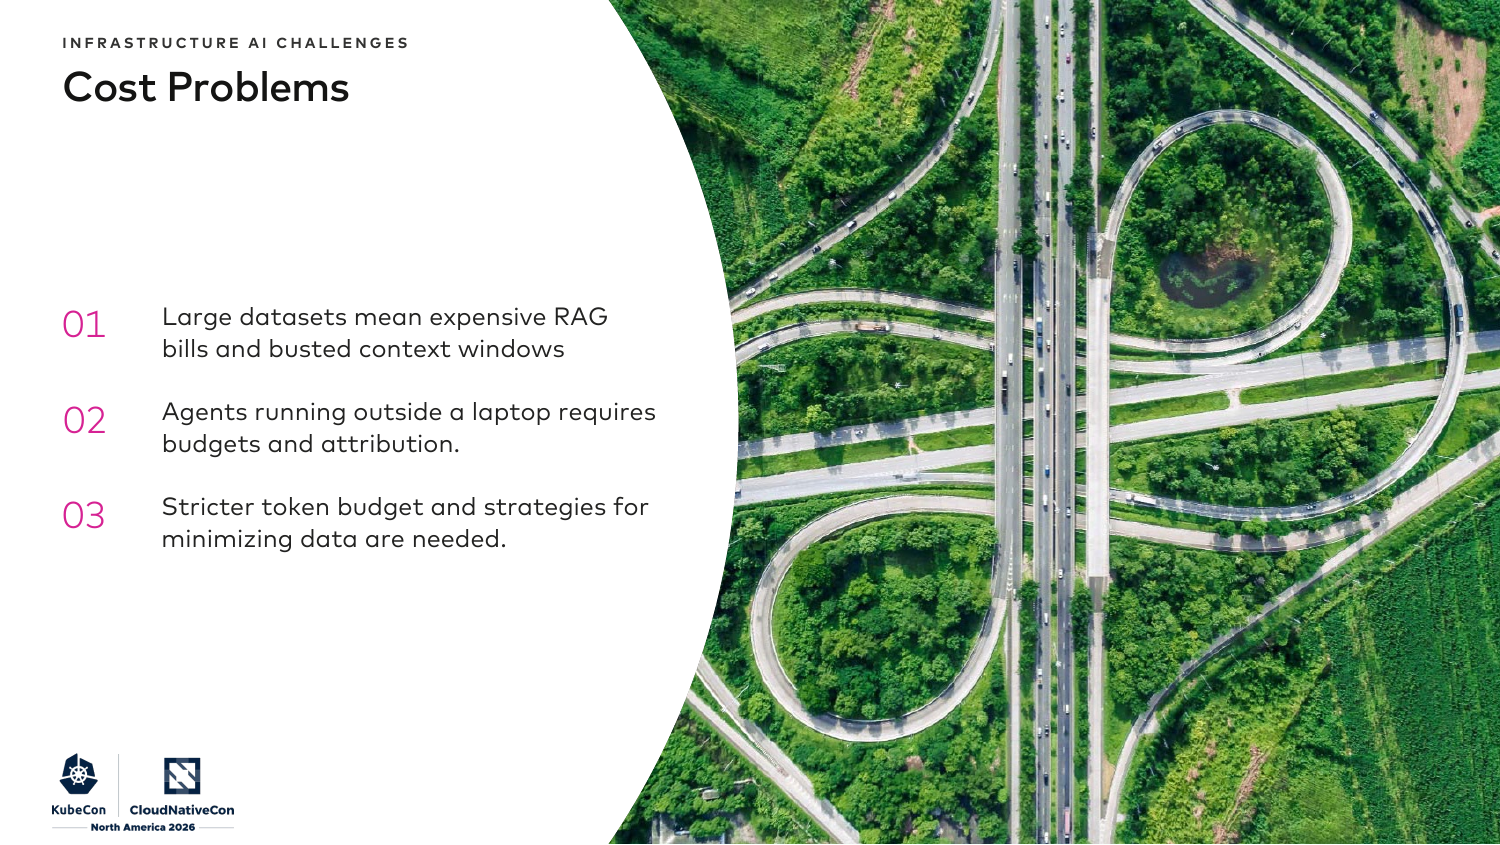 INFRASTRUCTURE AI CHALLENGES
Cost Problems
01
Large datasets mean expensive RAG
bills and busted context windows
02
Agents running outside a laptop requires
budgets and attribution.
03
Stricter token budget and strategies for
minimizing data are needed.
KubeCon
CloudNativeCon
North America 2026